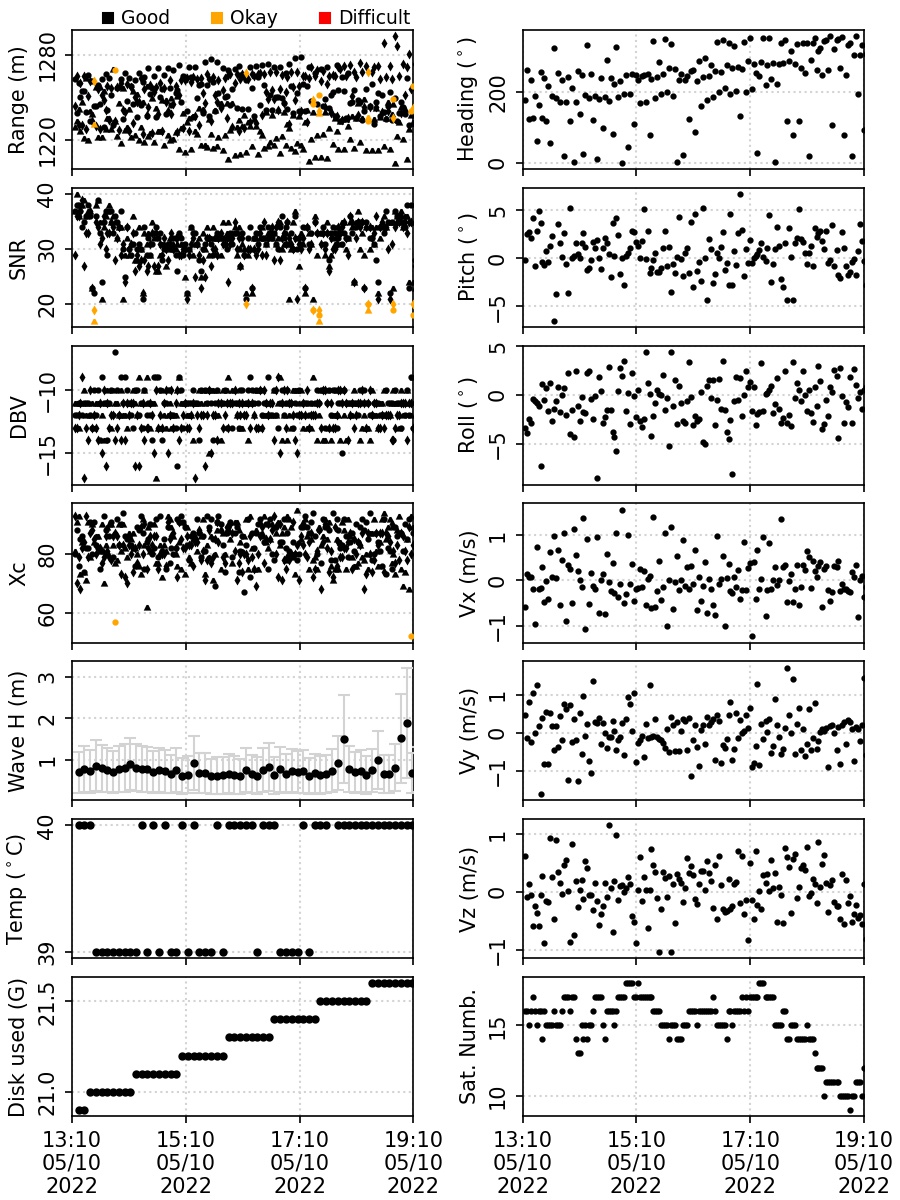 Good Okay Difficult
Range (m) 1280 1220
Heading (°) 200 0
SNR 40 30 20
Pitch (°) 5 0 −5
DBV −10 −15
Roll (°) 5 0 −5
Xc 80 60
Vx (m/s) 1 0 −1
Wave H (m) 3 2 1
Vy (m/s) 1 0 −1
Temp (°C) 40 39
Vz (m/s) 1 0 −1
Disk used (G) 21.5 21.0
Sat. Numb. 15 10
13:10 15:10 17:10 19:10 13:10 15:10 17:10 19:10
05/10 05/10 05/10 05/10 05/10 05/10 05/10 05/10
2022 2022 2022 2022 2022 2022 2022 2022